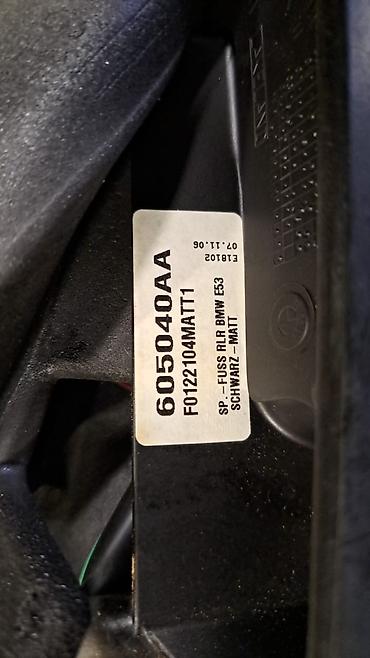 605040AA
F0122104MATT1
SP.-FUSS RLR BMW E53
SCHWARZ-MATT
E18102
07.11.06